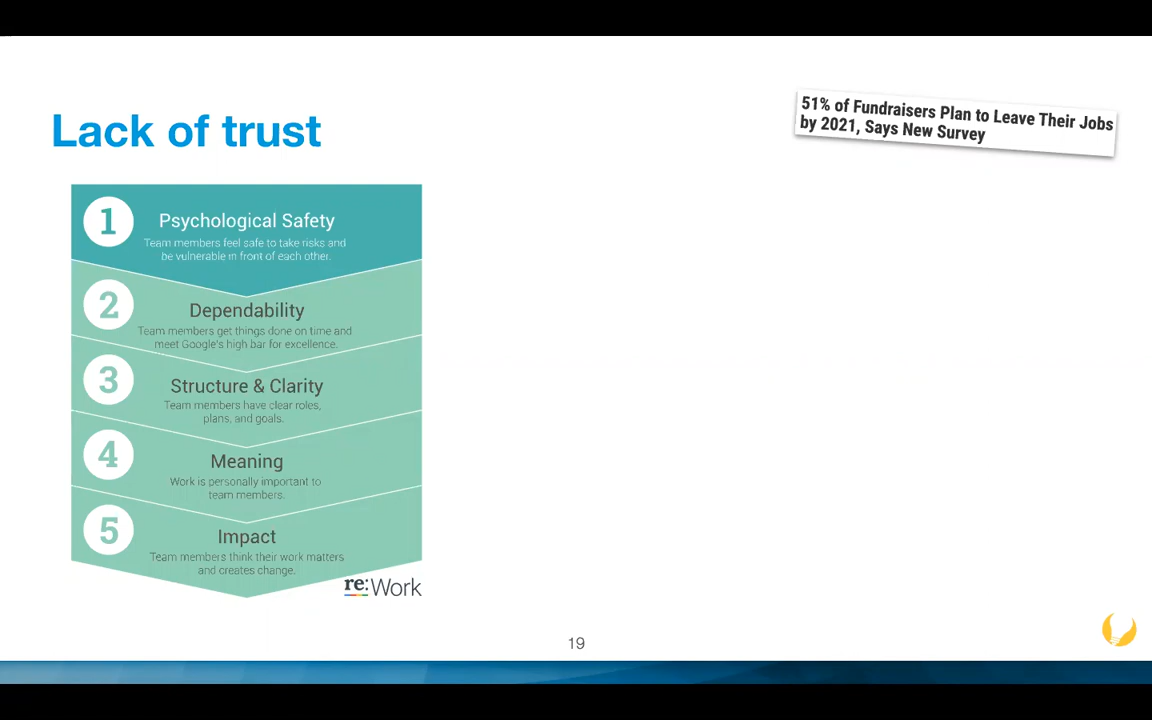 51% of Fundraisers Plan to Leave Their Jobs
by 2021, Says New Survey
Lack of trust
1
Psychological Safety
Team members feel safe to take risks and
be vulnerable in front of each other.
2
Dependability
Team members get things done on time and
meet Google's high bar for excellence.
3
Structure & Clarity
Team members have clear roles,
plans, and goals.
4
Meaning
Work is personally important to
team members.
5
Impact
Team members think their work matters
and creates change.
re:Work
19